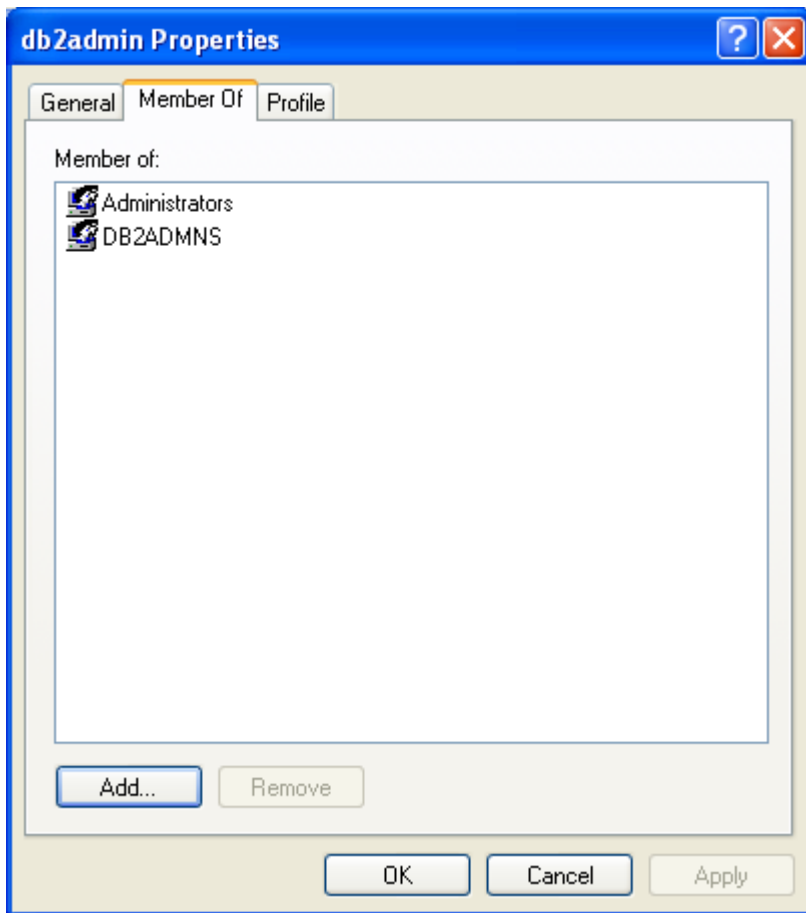 db2admin Properties
General Member Of Profile
Member of:
Administrators
DB2ADMNS
Add... Remove
OK Cancel Apply